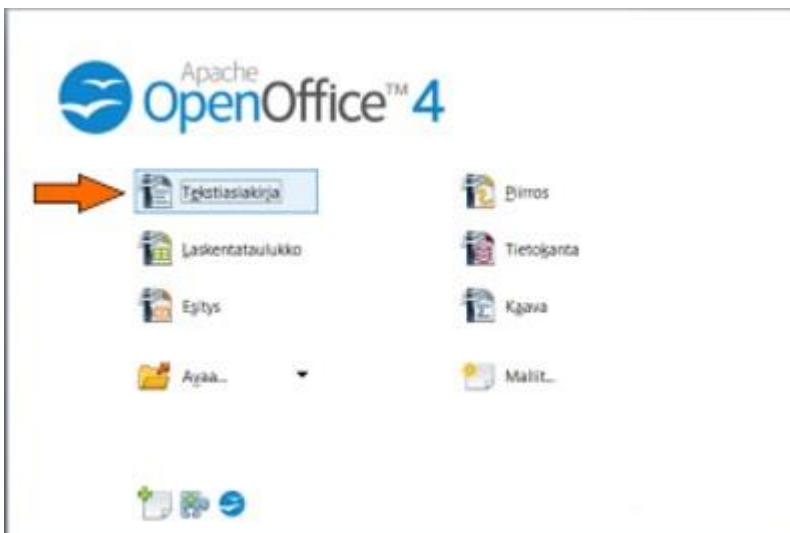 Apache
OpenOffice™ 4
Tekstiasiakirja
Piirros
Laskentataulukko
Tietokanta
Esitys
Kaava
Avaa...
Mallit...